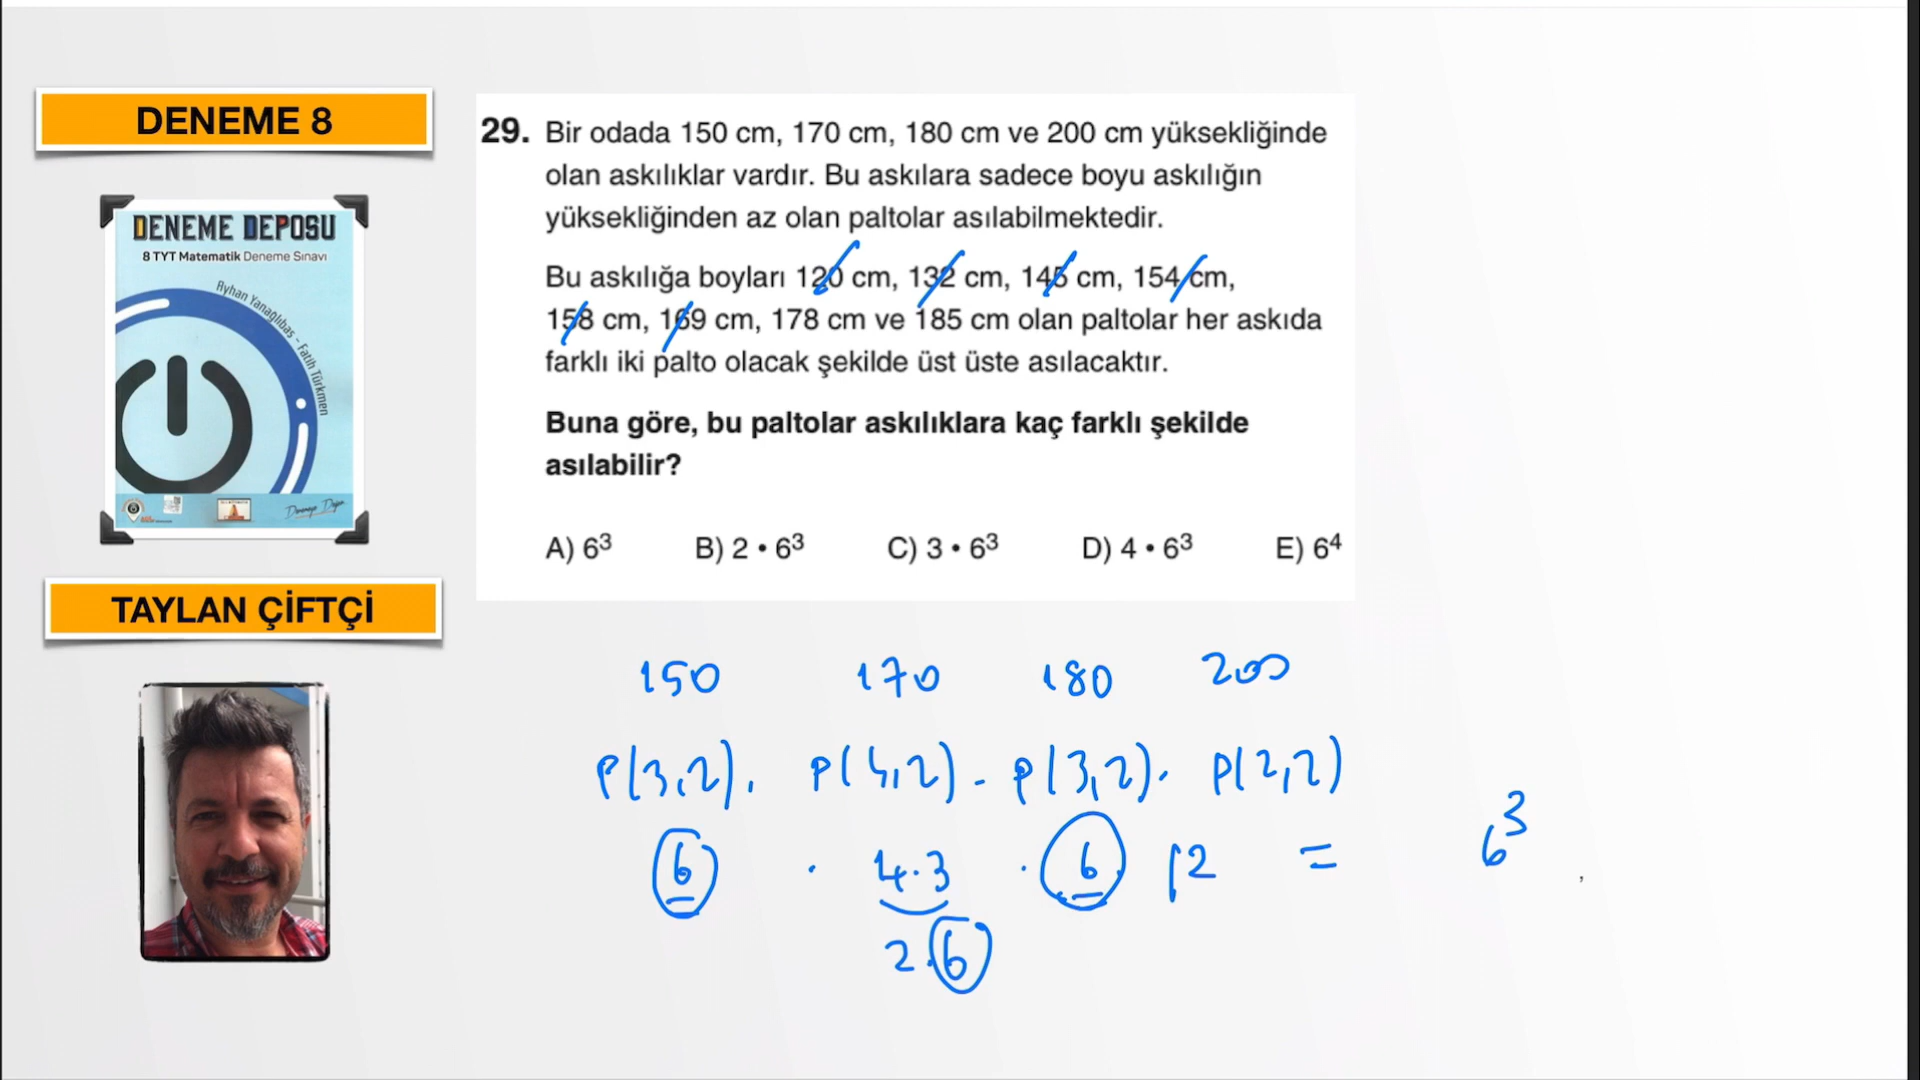 DENEME 8
DENEME DEPOSU
8 TYT Matematik Deneme Sınavı
Ayhan Yanağlıbaş - Fatih Türkmen
TAYLAN ÇİFTÇİ
29. Bir odada 150 cm, 170 cm, 180 cm ve 200 cm yüksekliğinde
olan askılıklar vardır. Bu askılara sadece boyu askılığın
yüksekliğinden az olan paltolar asılabilmektedir.
Bu askılığa boyları 120 cm, 132 cm, 145 cm, 154 cm,
158 cm, 169 cm, 178 cm ve 185 cm olan paltolar her askıda
farklı iki palto olacak şekilde üst üste asılacaktır.
Buna göre, bu paltolar askılıklara kaç farklı şekilde
asılabilir?
A) 6³ B) 2 • 6³ C) 3 • 6³ D) 4 • 6³ E) 6⁴
150 170 180 200
P(3,2) . P(4,2) . P(3,2) . P(2,2)
6 . 4.3 . 6 . 2 = 6³
2.6